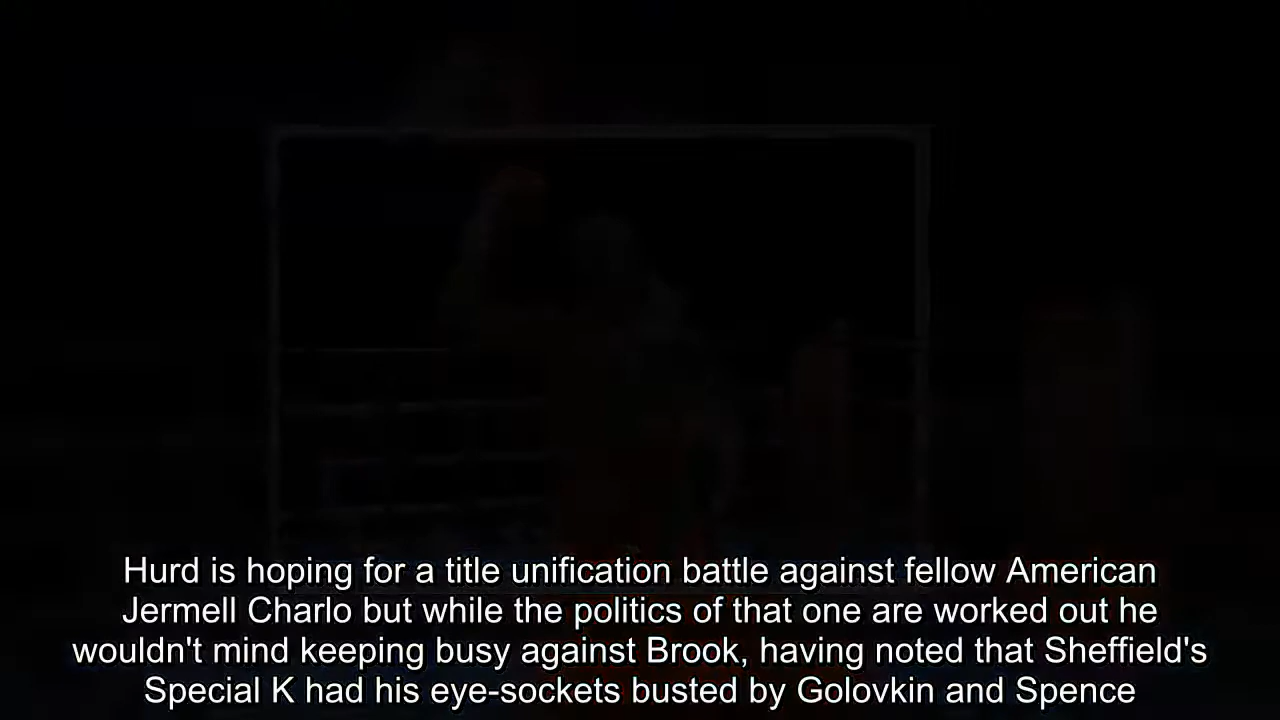 Hurd is hoping for a title unification battle against fellow American
Jermell Charlo but while the politics of that one are worked out he
wouldn't mind keeping busy against Brook, having noted that Sheffield's
Special K had his eye-sockets busted by Golovkin and Spence